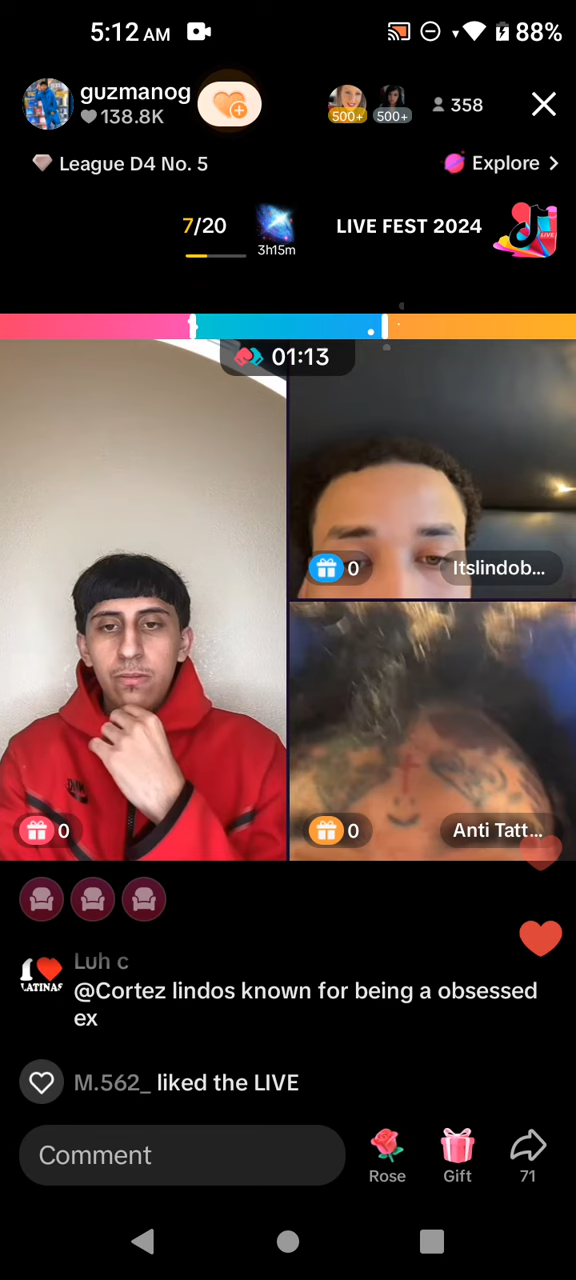 5:12 AM
88%
guzmanog
138.8K
500+
500+
358
League D4 No. 5
Explore >
7/20
3h15m
LIVE FEST 2024
LIVE
01:13
0
Itslindob...
0
0
Anti Tatt...
I
LATINAS
Luh c
@Cortez lindos known for being a obsessed
ex
M.562_ liked the LIVE
Comment
Rose
Gift
71